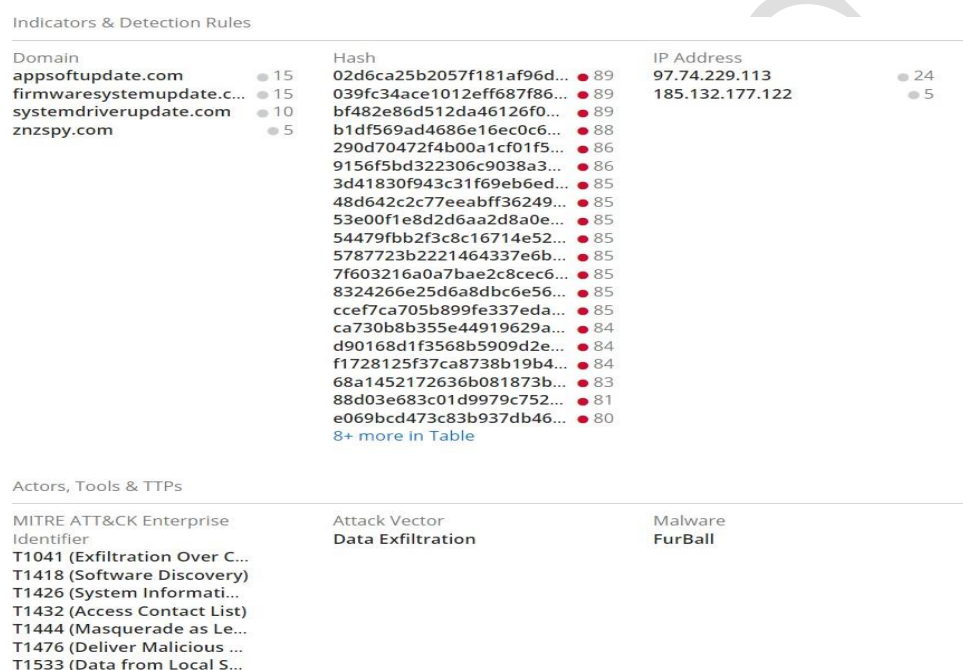 Indicators & Detection Rules
Domain
appsoftupdate.com 15
firmwaresystemupdate.c... 15
systemdriverupdate.com 10
znzspy.com 5
Hash
02d6ca25b2057f181af96d... 89
039fc34ace1012eff687f86... 89
bf482e86d512da46126f0... 89
b1df569ad4686e16ec0c6... 88
290d70472f4b00a1cf01f5... 86
9156f5bd322306c9038a3... 86
3d41830f943c31f69eb6ed... 85
48d642c2c77eeabff36249... 85
53e00f1e8d2d6aa2d8a0e... 85
54479fbb2f3c8c16714e52... 85
5787723b2221464337e6b... 85
7f603216a0a7bae2c8cec6... 85
8324266e25d6a8dbc6e56... 85
ccef7ca705b899fe337eda... 85
ca730b8b355e44919629a... 84
d90168d1f3568b5909d2e... 84
f1728125f37ca8738b19b4... 84
68a1452172636b081873b... 83
88d03e683c01d9979c752... 81
e069bcd473c83b937db46... 80
8+ more in Table
IP Address
97.74.229.113 24
185.132.177.122 5
Actors, Tools & TTPs
MITRE ATT&CK Enterprise
Identifier
T1041 (Exfiltration Over C...
T1418 (Software Discovery)
T1426 (System Informati...
T1432 (Access Contact List)
T1444 (Masquerade as Le...
T1476 (Deliver Malicious ...
T1533 (Data from Local S...
Attack Vector
Data Exfiltration
Malware
FurBall